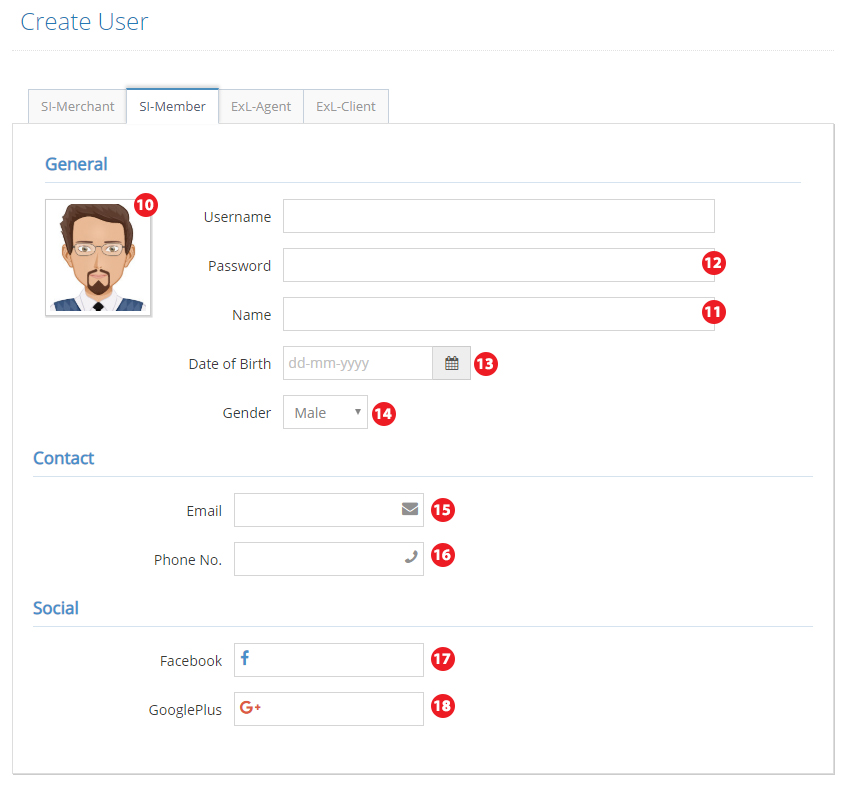 Create User
SI-Merchant SI-Member ExL-Agent ExL-Client
General
10
Username
Password 12
Name 11
Date of Birth dd-mm-yyyy 13
Gender Male 14
Contact
Email 15
Phone No. 16
Social
Facebook f 17
GooglePlus G+ 18